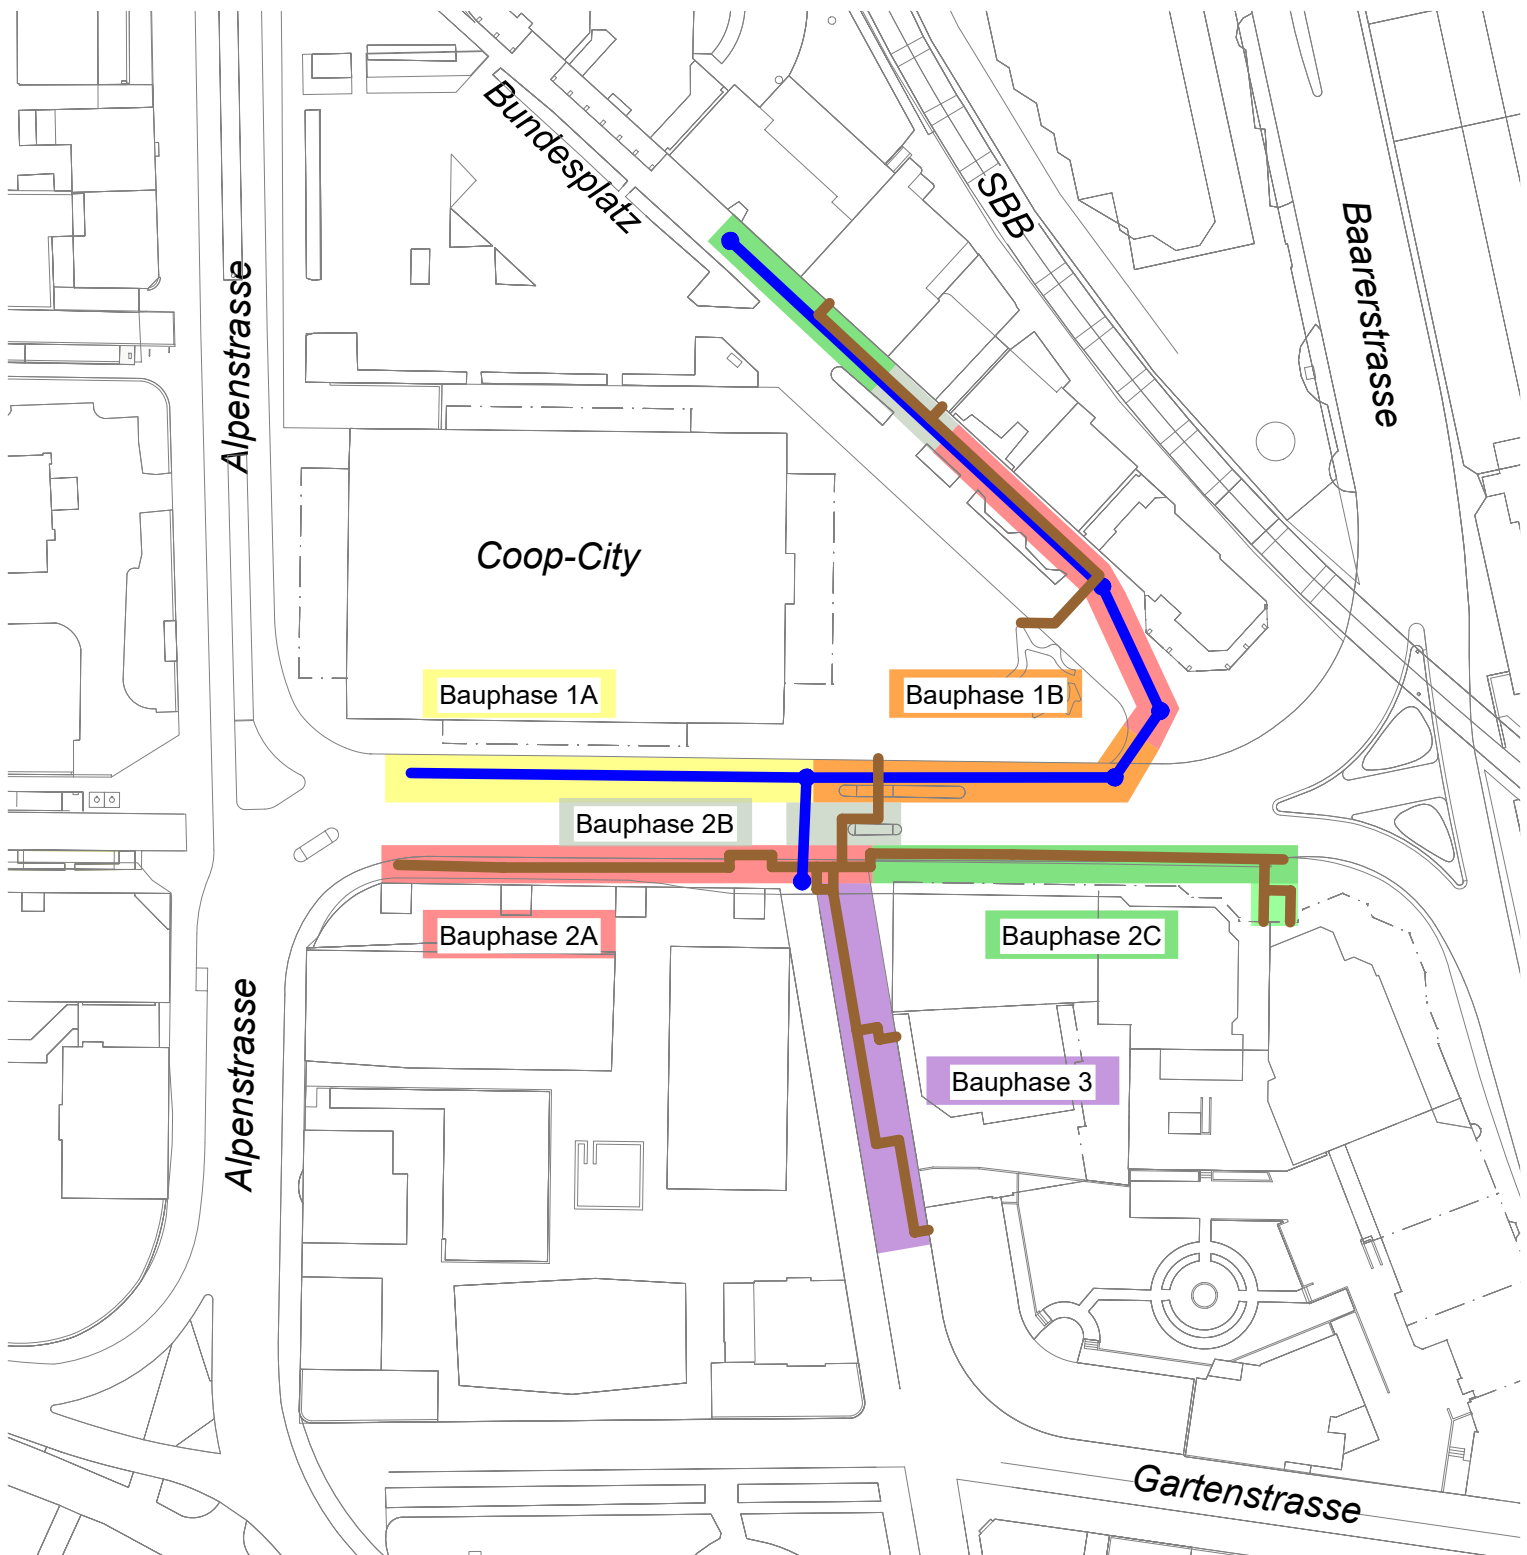 Bundesplatz
SBB
Baarerstrasse
Alpenstrasse
Coop-City
Bauphase 1A
Bauphase 1B
Bauphase 2B
Bauphase 2A
Bauphase 2C
Alpenstrasse
Bauphase 3
Gartenstrasse